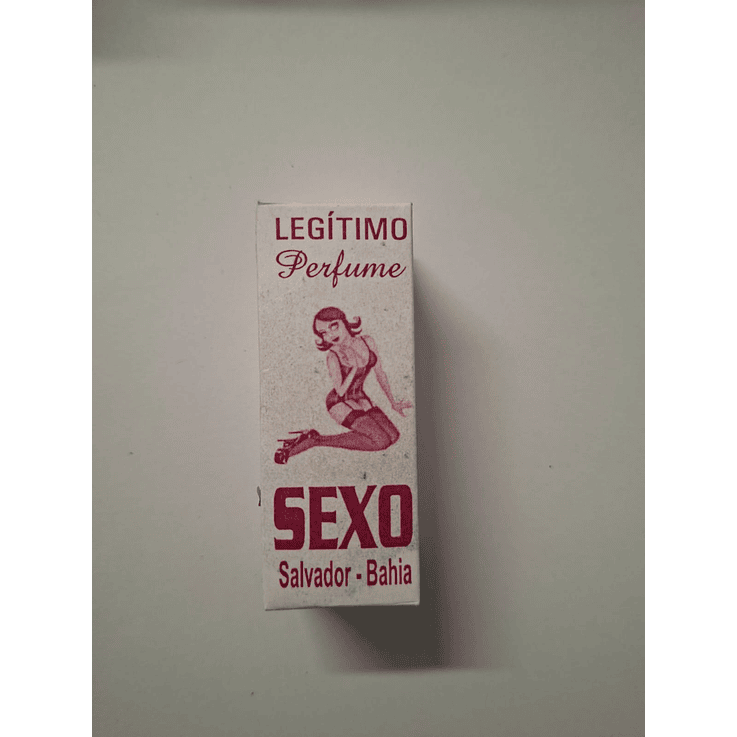 LEGÍTIMO
Perfume
SEXO
Salvador - Bahia